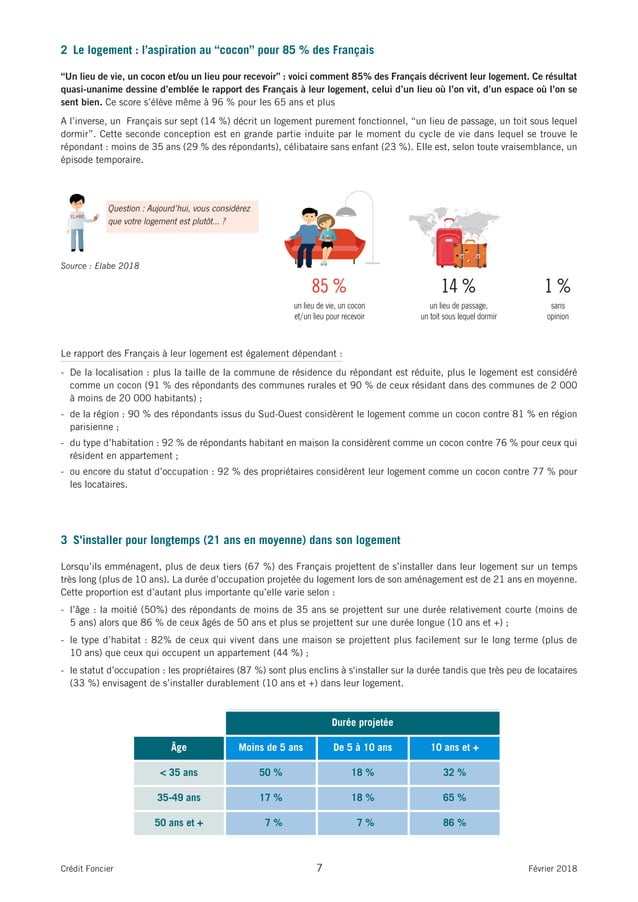 2 Le logement : l’aspiration au “cocon” pour 85 % des Français
“Un lieu de vie, un cocon et/ou un lieu pour recevoir” : voici comment 85% des Français décrivent leur logement. Ce résultat
quasi-unanime dessine d’emblée le rapport des Français à leur logement, celui d’un lieu où l’on vit, d’un espace où l’on se
sent bien. Ce score s’élève même à 96 % pour les 65 ans et plus
A l’inverse, un Français sur sept (14 %) décrit un logement purement fonctionnel, “un lieu de passage, un toit sous lequel
dormir”. Cette seconde conception est en grande partie induite par le moment du cycle de vie dans lequel se trouve le
répondant : moins de 35 ans (29 % des répondants), célibataire sans enfant (23 %). Elle est, selon toute vraisemblance, un
épisode temporaire.
ELABE
Question : Aujourd’hui, vous considérez
que votre logement est plutôt... ?
Source : Elabe 2018
85 %
un lieu de vie, un cocon
et/un lieu pour recevoir
14 %
un lieu de passage,
un toit sous lequel dormir
1 %
sans
opinion
Le rapport des Français à leur logement est également dépendant :
- De la localisation : plus la taille de la commune de résidence du répondant est réduite, plus le logement est considéré
comme un cocon (91 % des répondants des communes rurales et 90 % de ceux résidant dans des communes de 2 000
à moins de 20 000 habitants) ;
- de la région : 90 % des répondants issus du Sud-Ouest considèrent le logement comme un cocon contre 81 % en région
parisienne ;
- du type d’habitation : 92 % de répondants habitant en maison la considèrent comme un cocon contre 76 % pour ceux qui
résident en appartement ;
- ou encore du statut d’occupation : 92 % des propriétaires considèrent leur logement comme un cocon contre 77 % pour
les locataires.
3 S'installer pour longtemps (21 ans en moyenne) dans son logement
Lorsqu’ils emménagent, plus de deux tiers (67 %) des Français projettent de s’installer dans leur logement sur un temps
très long (plus de 10 ans). La durée d’occupation projetée du logement lors de son aménagement est de 21 ans en moyenne.
Cette proportion est d’autant plus importante qu’elle varie selon :
- l’âge : la moitié (50%) des répondants de moins de 35 ans se projettent sur une durée relativement courte (moins de
5 ans) alors que 86 % de ceux âgés de 50 ans et plus se projettent sur une durée longue (10 ans et +) ;
- le type d’habitat : 82% de ceux qui vivent dans une maison se projettent plus facilement sur le long terme (plus de
10 ans) que ceux qui occupent un appartement (44 %) ;
- le statut d’occupation : les propriétaires (87 %) sont plus enclins à s’installer sur la durée tandis que très peu de locataires
(33 %) envisagent de s’installer durablement (10 ans et +) dans leur logement.
Durée projetée
Âge Moins de 5 ans De 5 à 10 ans 10 ans et +
< 35 ans 50 % 18 % 32 %
35-49 ans 17 % 18 % 65 %
50 ans et + 7 % 7 % 86 %
Crédit Foncier 7 Février 2018